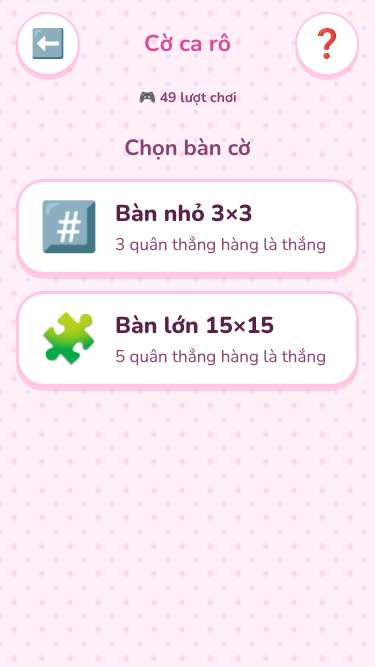 Cờ ca rô
🎮 49 lượt chơi
Chọn bàn cờ
Bàn nhỏ 3×3
3 quân thẳng hàng là thắng
Bàn lớn 15×15
5 quân thẳng hàng là thắng